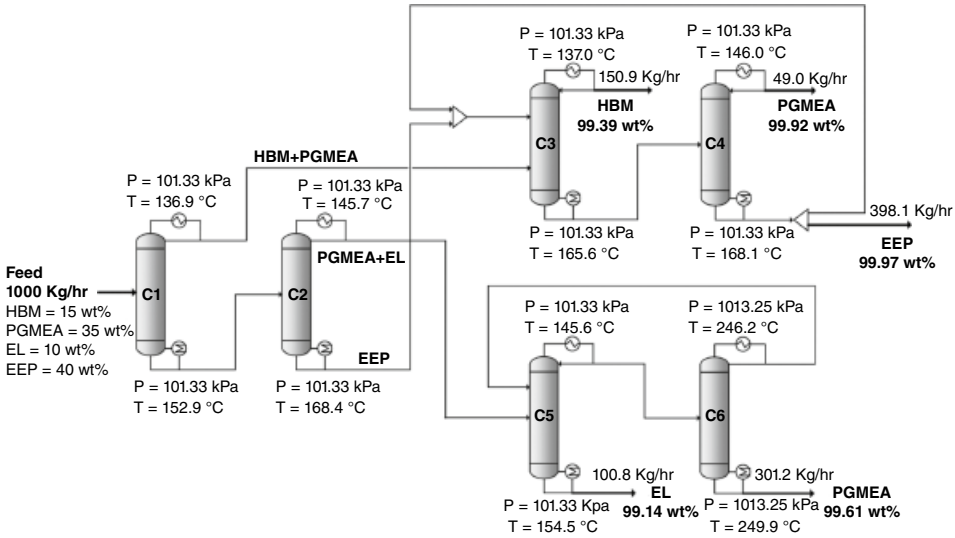 P = 101.33 kPa
T = 137.0 °C
150.9 Kg/hr
HBM
99.39 wt%
C3
P = 101.33 kPa
T = 165.6 °C
P = 101.33 kPa
T = 146.0 °C
49.0 Kg/hr
PGMEA
99.92 wt%
C4
P = 101.33 kPa
T = 168.1 °C
398.1 Kg/hr
EEP
99.97 wt%
HBM+PGMEA
P = 101.33 kPa
T = 136.9 °C
Feed
1000 Kg/hr
HBM = 15 wt%
PGMEA = 35 wt%
EL = 10 wt%
EEP = 40 wt%
C1
P = 101.33 kPa
T = 152.9 °C
P = 101.33 kPa
T = 145.7 °C
PGMEA+EL
C2
EEP
P = 101.33 kPa
T = 168.4 °C
P = 101.33 kPa
T = 145.6 °C
C5
100.8 Kg/hr
EL
99.14 wt%
P = 101.33 Kpa
T = 154.5 °C
P = 1013.25 kPa
T = 246.2 °C
C6
301.2 Kg/hr
PGMEA
99.61 wt%
P = 1013.25 kPa
T = 249.9 °C